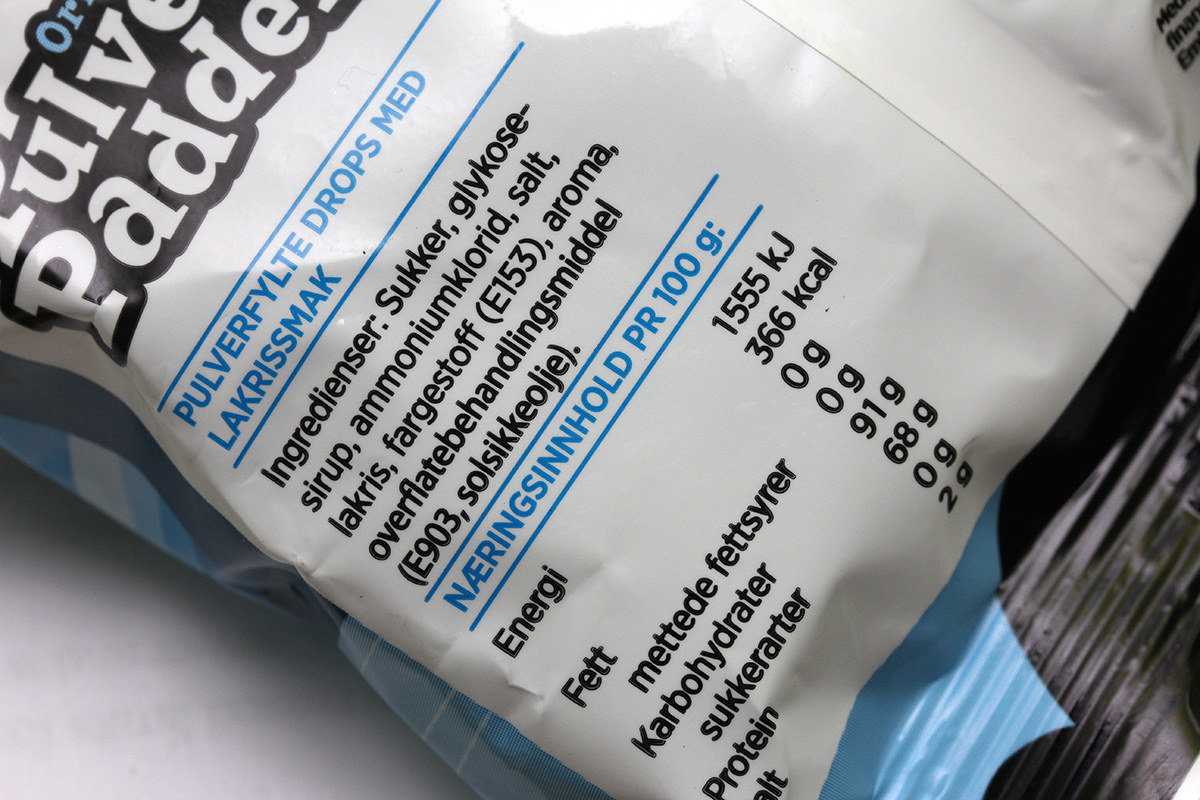 Pulve
Padde
PULVERFYLTE DROPS MED
LAKRISSMAK
Ingredienser: Sukker, glykose-
sirup, ammoniumklorid, salt,
lakris, fargestoff (E153), aroma,
overflatebehandlingsmiddel
(E903, solsikkeolje).
NÆRINGSINNHOLD PR 100 g:
Energi 1555 kJ
366 kcal
Fett 0 g
mettede fettsyrer 0 g
Karbohydrater 91 g
sukkerarter 68 g
Protein 0 g
alt 2 g